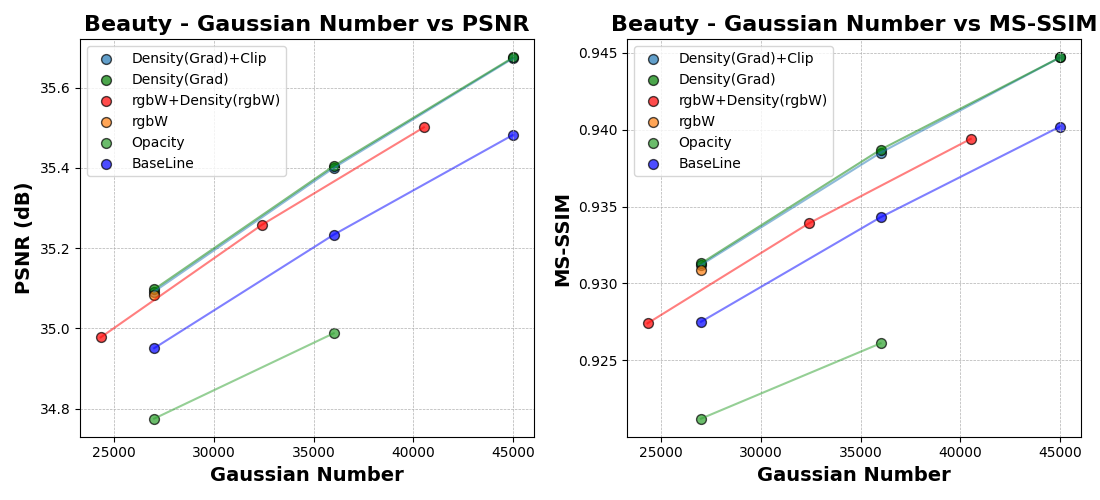 Beauty - Gaussian Number vs PSNR
Density(Grad)+Clip
Density(Grad)
rgbW+Density(rgbW)
rgbW
Opacity
BaseLine
35.6
35.4
35.2
35.0
34.8
PSNR (dB)
25000 30000 35000 40000 45000
Gaussian Number
Beauty - Gaussian Number vs MS-SSIM
Density(Grad)+Clip
Density(Grad)
rgbW+Density(rgbW)
rgbW
Opacity
BaseLine
0.945
0.940
0.935
0.930
0.925
MS-SSIM
25000 30000 35000 40000 45000
Gaussian Number